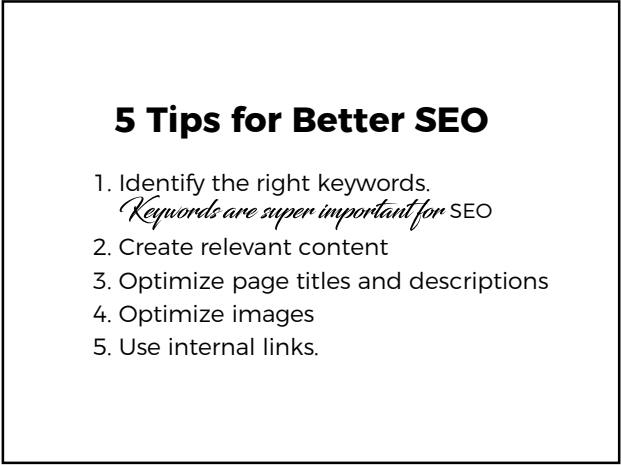 5 Tips for Better SEO
1. Identify the right keywords.
Keywords are super important for SEO
2. Create relevant content
3. Optimize page titles and descriptions
4. Optimize images
5. Use internal links.